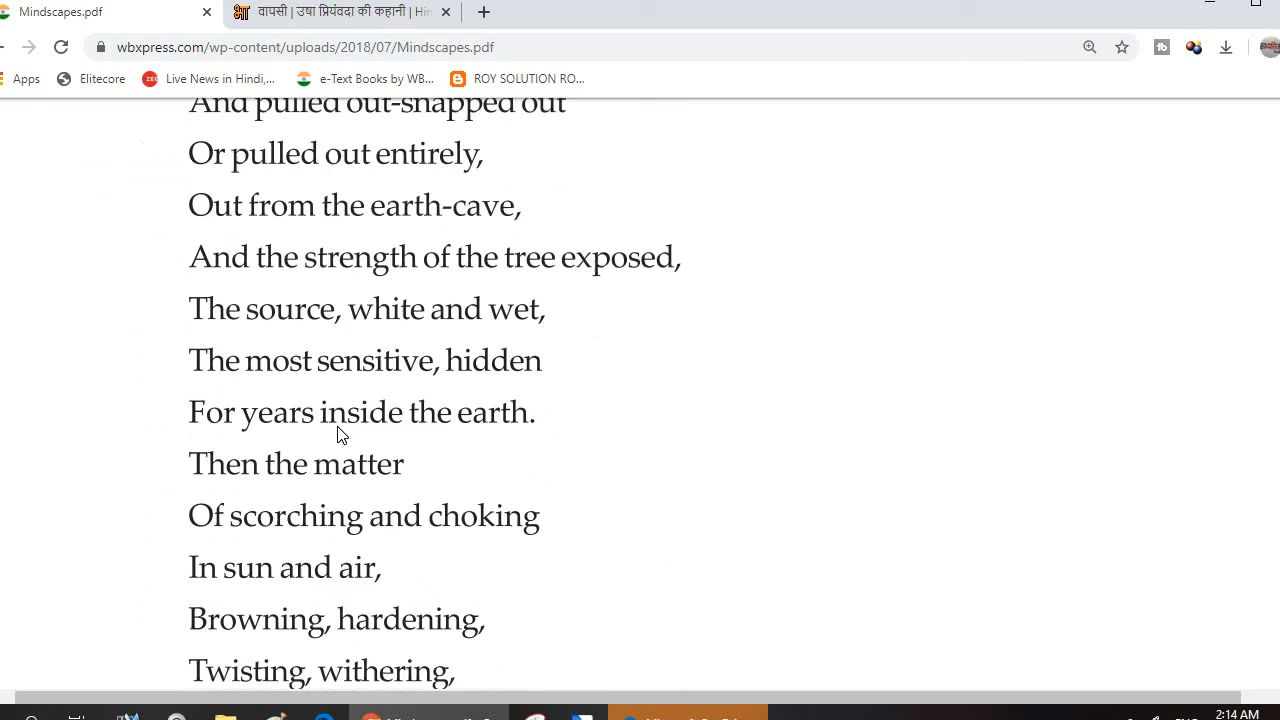 Mindscapes.pdf
वापसी | उषा प्रियंवदा की कहानी | Hin
wbxpress.com/wp-content/uploads/2018/07/Mindscapes.pdf
Apps
Elitecore
ZEE
Live News in Hindi,...
e-Text Books by WB...
ROY SOLUTION RO...
And pulled out-snapped out
Or pulled out entirely,
Out from the earth-cave,
And the strength of the tree exposed,
The source, white and wet,
The most sensitive, hidden
For years inside the earth.
Then the matter
Of scorching and choking
In sun and air,
Browning, hardening,
Twisting, withering,
2:14 AM